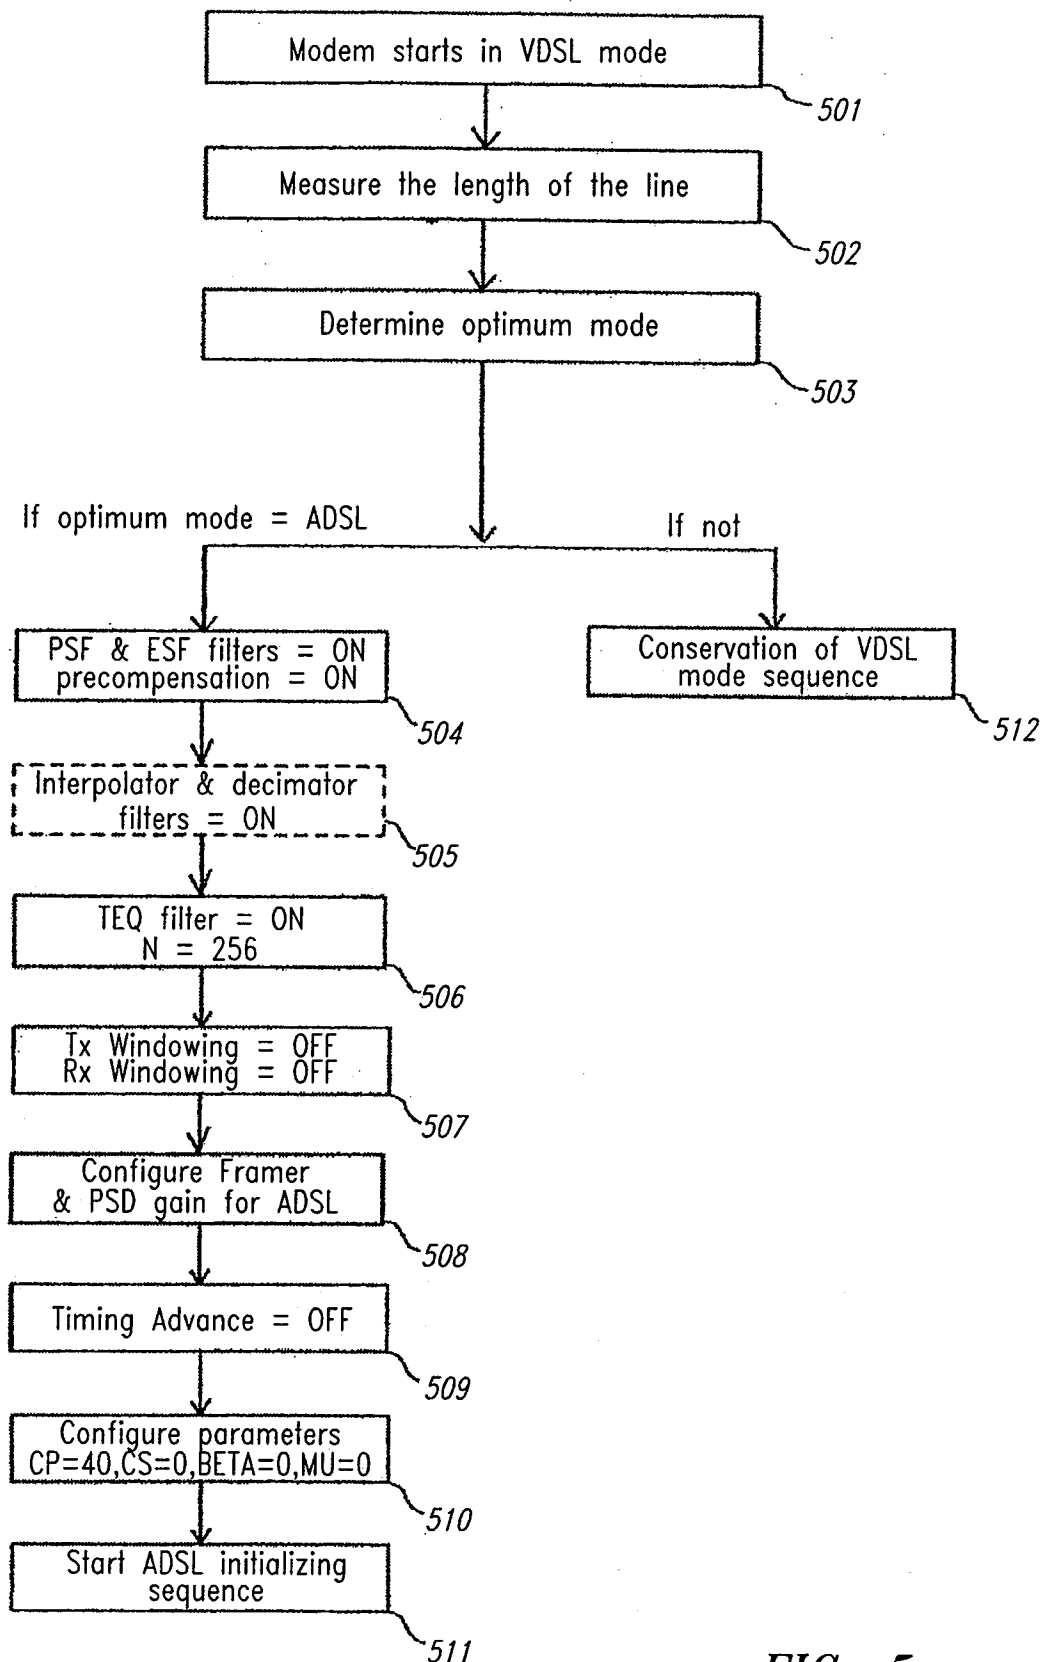 Modem starts in VDSL mode
501
Measure the length of the line
502
Determine optimum mode
503
If optimum mode = ADSL
If not
PSF & ESF filters = ON
precompensation = ON
504
Conservation of VDSL
mode sequence
512
Interpolator & decimator
filters = ON
505
TEQ filter = ON
N = 256
506
Tx Windowing = OFF
Rx Windowing = OFF
507
Configure Framer
& PSD gain for ADSL
508
Timing Advance = OFF
509
Configure parameters
CP=40,CS=0,BETA=0,MU=0
510
Start ADSL initializing
sequence
511
FIG. 5